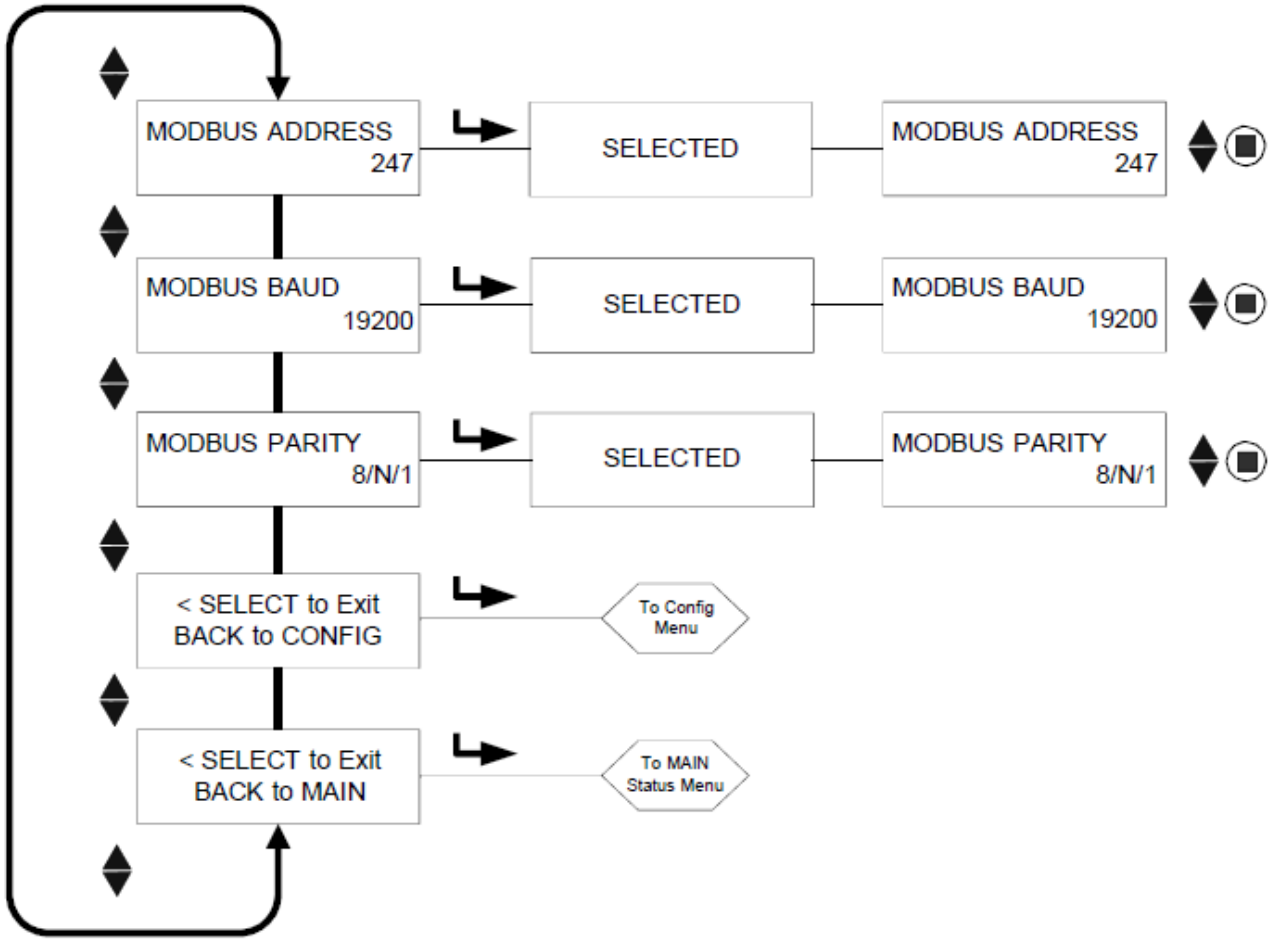 MODBUS ADDRESS
247
SELECTED
MODBUS ADDRESS
247
MODBUS BAUD
19200
SELECTED
MODBUS BAUD
19200
MODBUS PARITY
8/N/1
SELECTED
MODBUS PARITY
8/N/1
< SELECT to Exit
BACK to CONFIG
To Config
Menu
< SELECT to Exit
BACK to MAIN
To MAIN
Status Menu